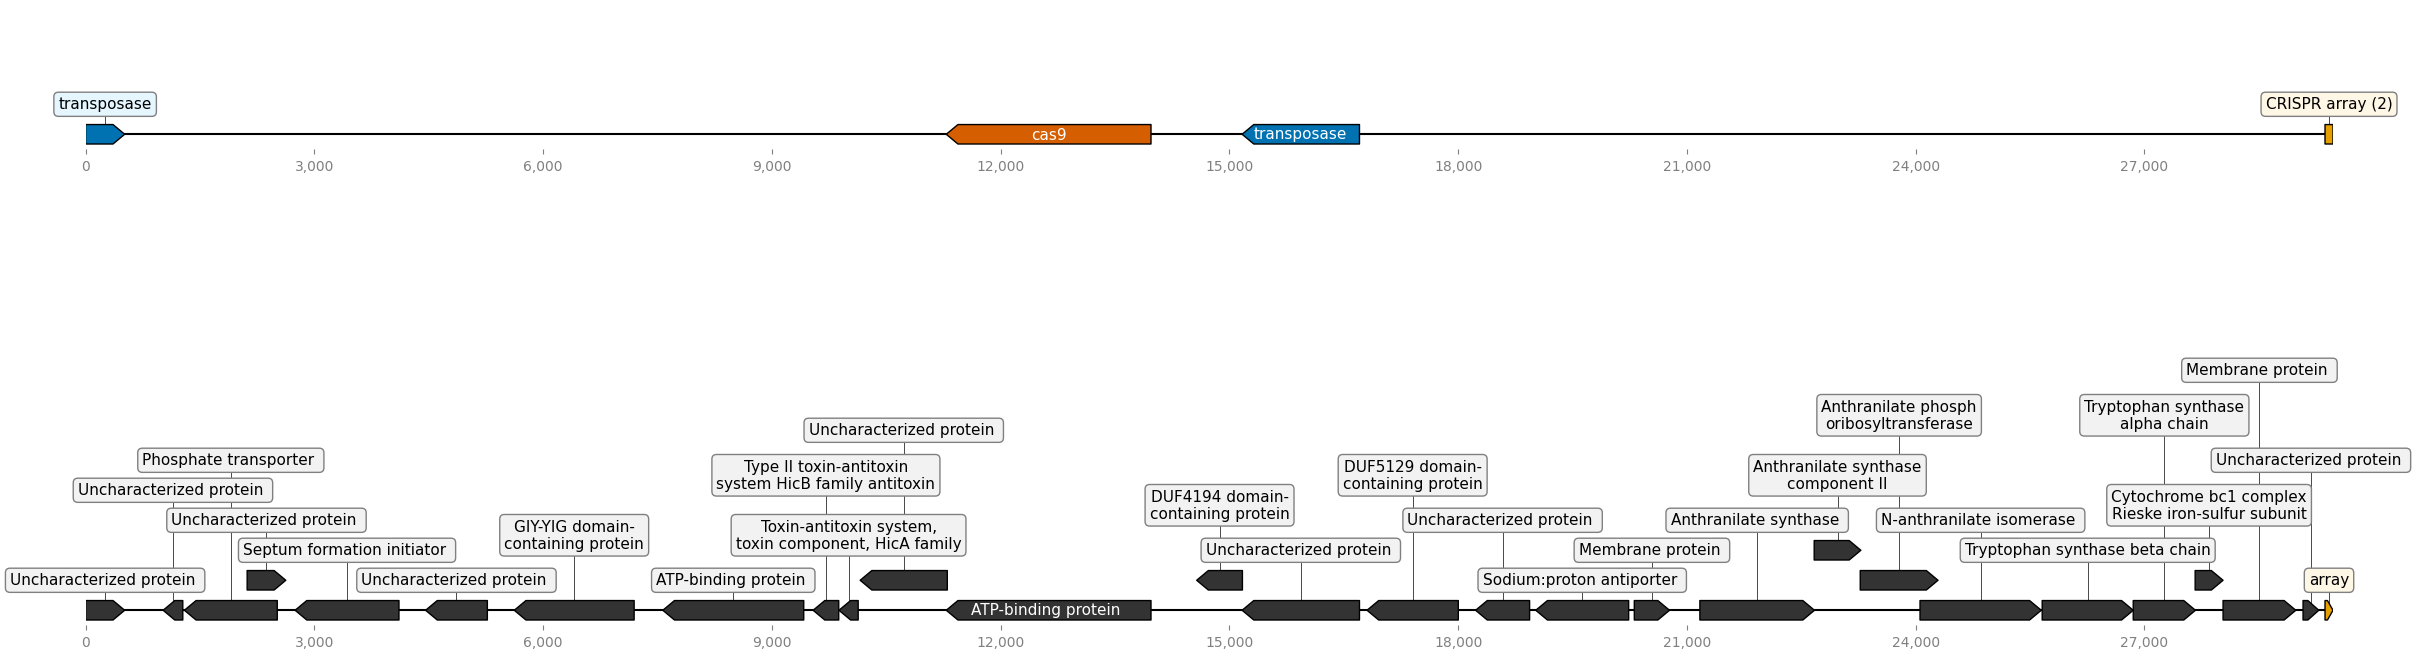 transposase
CRISPR array (2)
cas9
transposase
0
3,000
6,000
9,000
12,000
15,000
18,000
21,000
24,000
27,000
Membrane protein
Anthranilate phosph
oribosyltransferase
Tryptophan synthase
alpha chain
Uncharacterized protein
Phosphate transporter
Type II toxin-antitoxin
system HicB family antitoxin
DUF5129 domain-
containing protein
Anthranilate synthase
component II
Uncharacterized protein
Uncharacterized protein
DUF4194 domain-
containing protein
Cytochrome bc1 complex
Rieske iron-sulfur subunit
Uncharacterized protein
GIY-YIG domain-
containing protein
Toxin-antitoxin system,
toxin component, HicA family
Uncharacterized protein
Anthranilate synthase
N-anthranilate isomerase
Septum formation initiator
Uncharacterized protein
Membrane protein
Tryptophan synthase beta chain
Uncharacterized protein
Uncharacterized protein
ATP-binding protein
Sodium:proton antiporter
array
ATP-binding protein
0
3,000
6,000
9,000
12,000
15,000
18,000
21,000
24,000
27,000